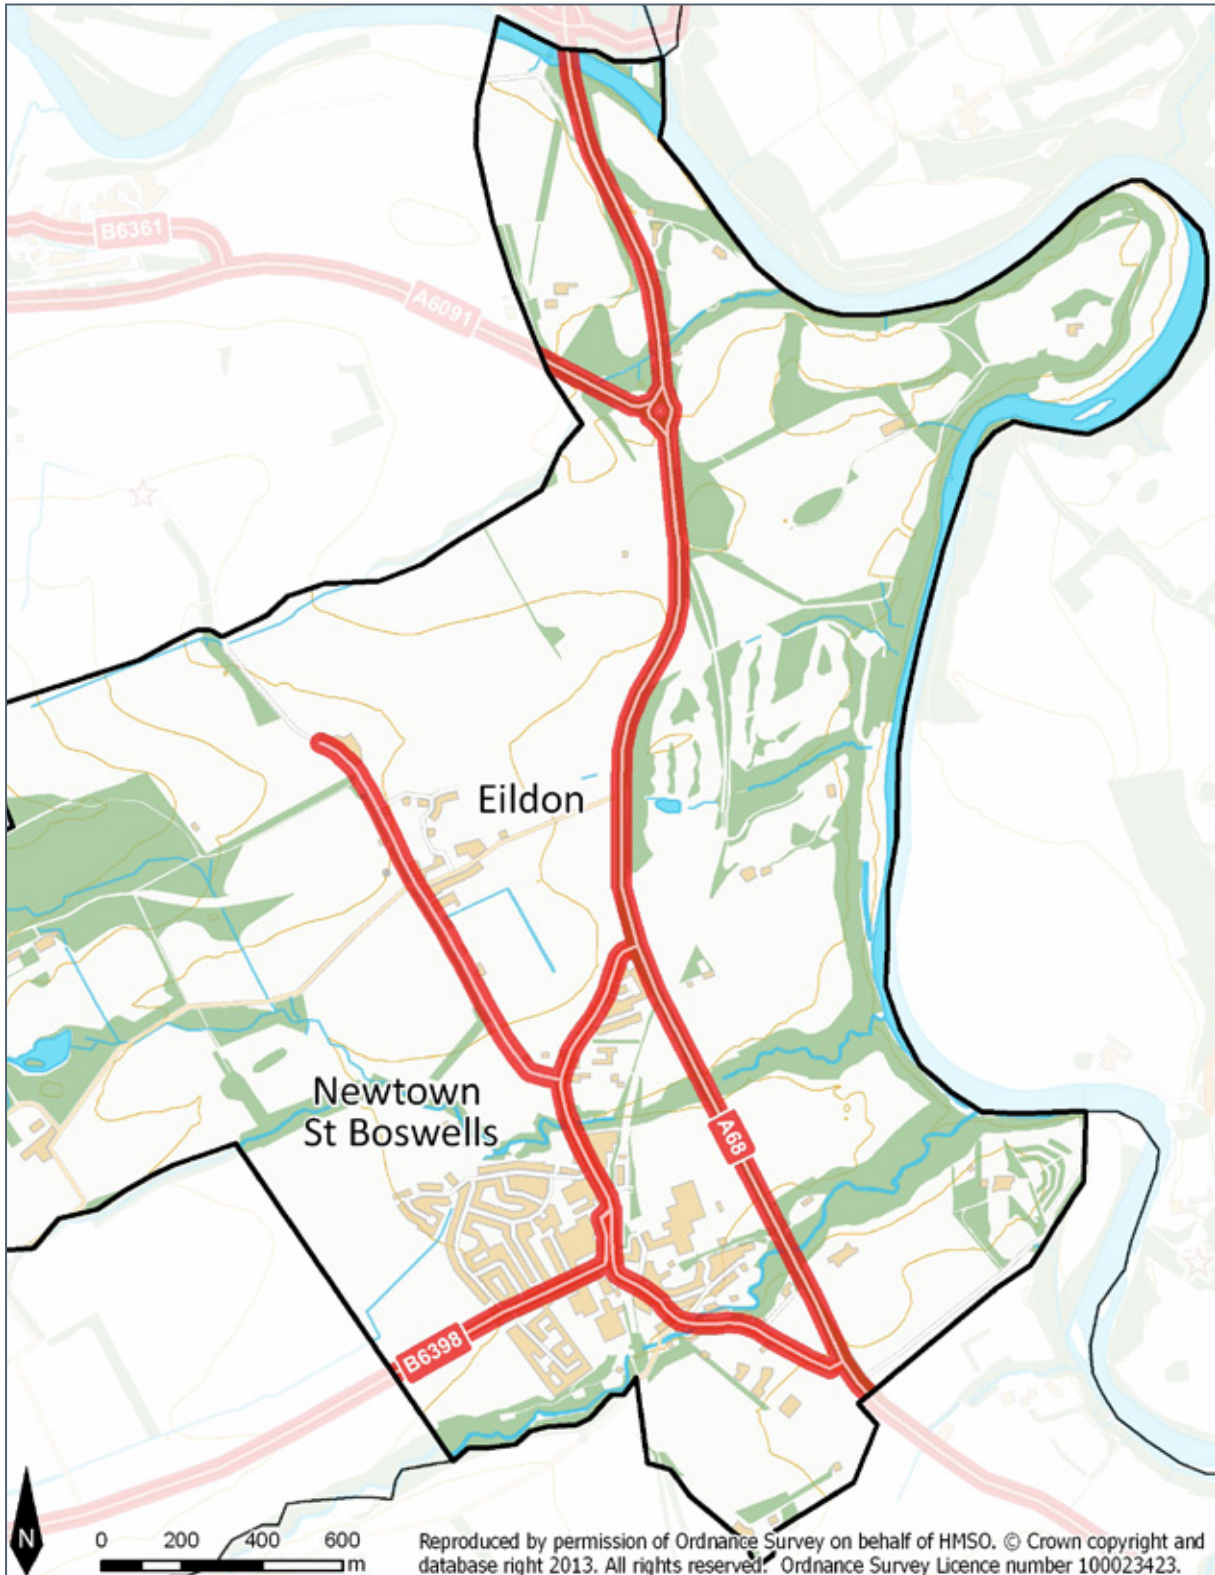 B6361
A6091
Eildon
Newtown
St Boswells
A68
B6398
N
0 200 400 600
m
Reproduced by permission of Ordnance Survey on behalf of HMSO. © Crown copyright and
database right 2013. All rights reserved. Ordnance Survey Licence number 100023423.